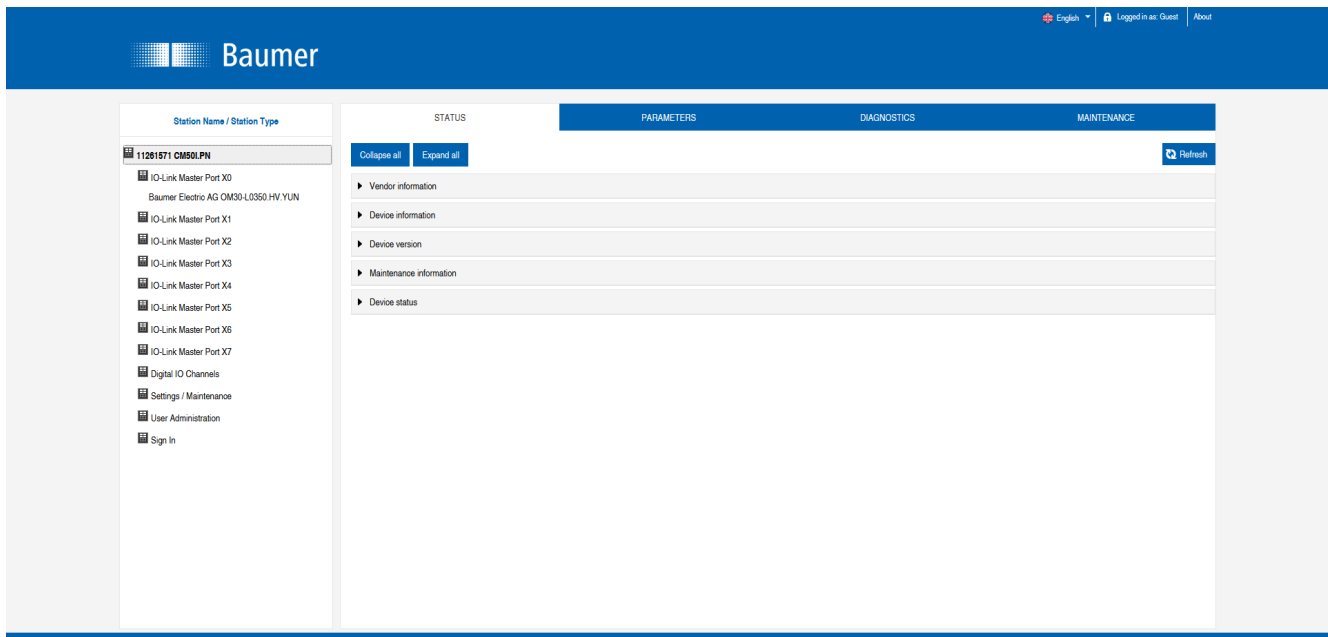 English
Logged in as: Guest
About
Baumer
Station Name / Station Type
11261571 CM50I.PN
IO-Link Master Port X0
Baumer Electric AG OM30-L0350.HV.YUN
IO-Link Master Port X1
IO-Link Master Port X2
IO-Link Master Port X3
IO-Link Master Port X4
IO-Link Master Port X5
IO-Link Master Port X6
IO-Link Master Port X7
Digital IO Channels
Settings / Maintenance
User Administration
Sign In
STATUS
PARAMETERS
DIAGNOSTICS
MAINTENANCE
Collapse all
Expand all
Refresh
Vendor information
Device information
Device version
Maintenance information
Device status